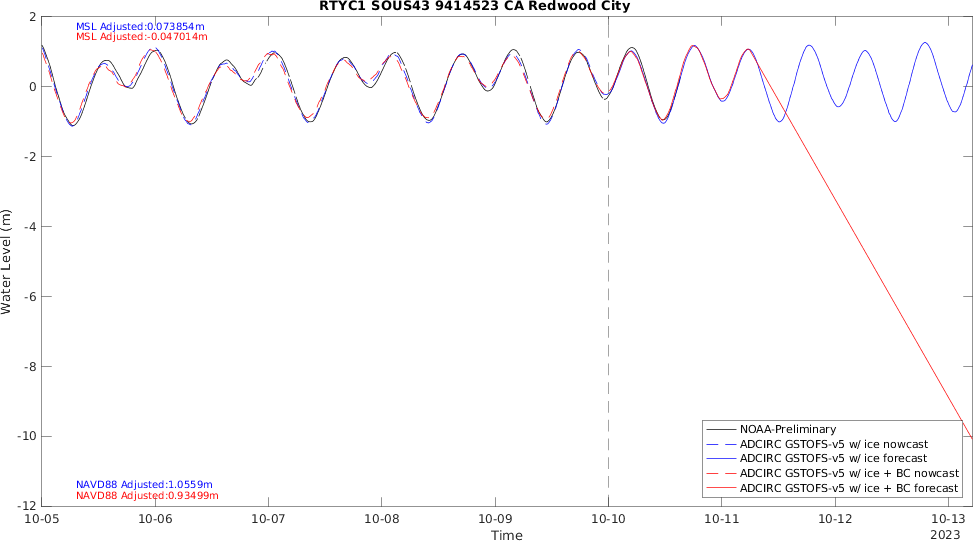 RTYC1 SOUS43 9414523 CA Redwood City
MSL Adjusted:0.073854m
MSL Adjusted:-0.047014m
2
0
-2
-4
-6
-8
-10
-12
Water Level (m)
NOAA-Preliminary
ADCIRC GSTOFS-v5 w/ ice nowcast
ADCIRC GSTOFS-v5 w/ ice forecast
ADCIRC GSTOFS-v5 w/ ice + BC nowcast
ADCIRC GSTOFS-v5 w/ ice + BC forecast
NAVD88 Adjusted:1.0559m
NAVD88 Adjusted:0.93499m
10-05 10-06 10-07 10-08 10-09 10-10 10-11 10-12 10-13
2023
Time